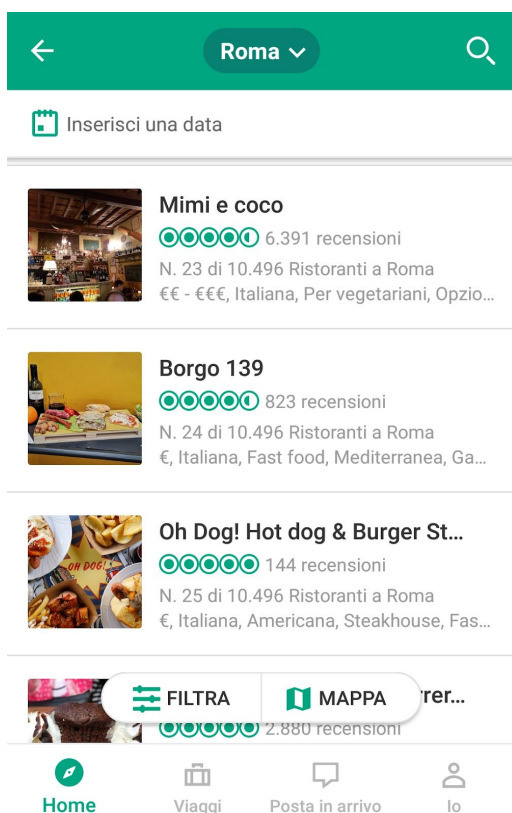 Roma
Inserisci una data
Mimi e coco
6.391 recensioni
N. 23 di 10.496 Ristoranti a Roma
€€ - €€€, Italiana, Per vegetariani, Opzio...
Borgo 139
823 recensioni
N. 24 di 10.496 Ristoranti a Roma
€, Italiana, Fast food, Mediterranea, Ga...
OH DOG!
Oh Dog! Hot dog & Burger St...
144 recensioni
N. 25 di 10.496 Ristoranti a Roma
€, Italiana, Americana, Steakhouse, Fas...
FILTRA MAPPA
2.880 recensioni
Home Viaggi Posta in arrivo Io